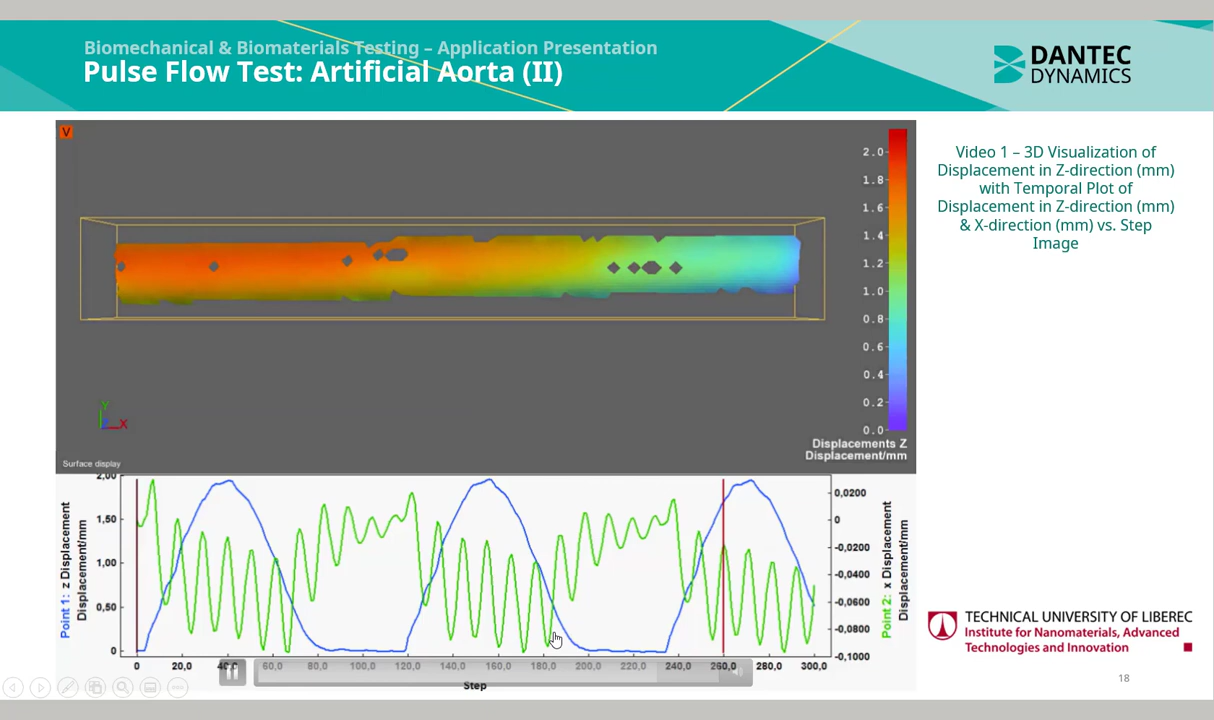 Biomechanical & Biomaterials Testing – Application Presentation
Pulse Flow Test: Artificial Aorta (II)
DANTEC
DYNAMICS
V
2.0
1.8
1.6
1.4
1.2
1.0
0.8
0.6
0.4
0.2
0.0
Displacements Z
Displacement/mm
Y
X
Surface display
Video 1 – 3D Visualization of
Displacement in Z-direction (mm)
with Temporal Plot of
Displacement in Z-direction (mm)
& X-direction (mm) vs. Step
Image
Point 1: z Displacement
Displacement/mm
2,00
1,50
1,00
0,50
0
0,0200
0
-0,0200
-0,0400
-0,0600
-0,0800
-0,1000
Point 2: x Displacement
Displacement/mm
0 20,0 40,0 60,0 80,0 100,0 120,0 140,0 160,0 180,0 200,0 220,0 240,0 260,0 280,0 300,0
Step
TECHNICAL UNIVERSITY OF LIBEREC
Institute for Nanomaterials, Advanced
Technologies and Innovation
18